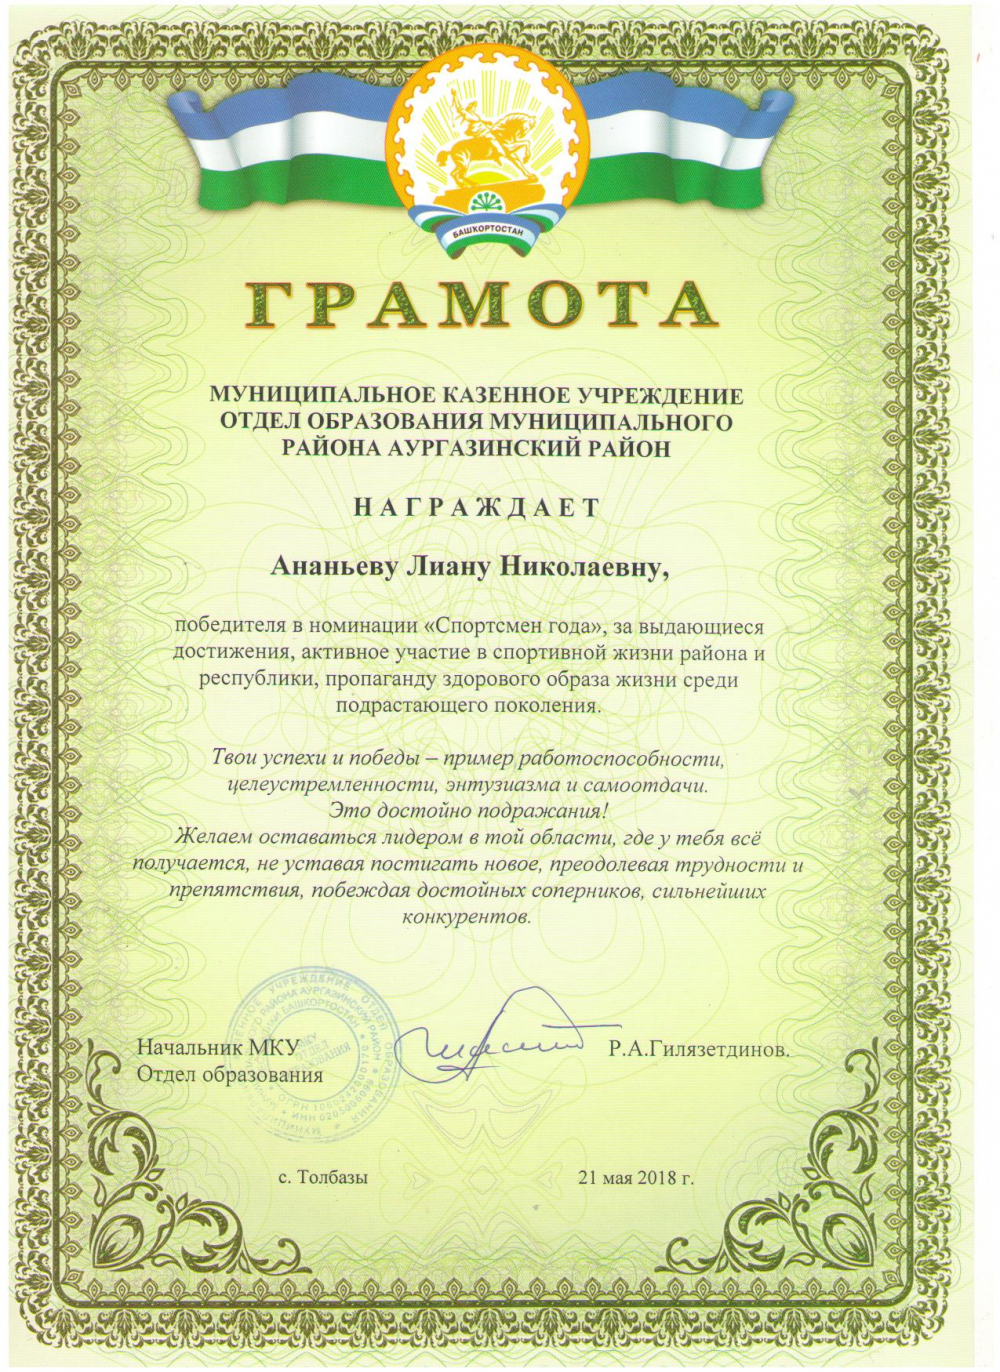 БАШҠОРТОСТАН
ГРАМОТА
МУНИЦИПАЛЬНОЕ КАЗЕННОЕ УЧРЕЖДЕНИЕ
ОТДЕЛ ОБРАЗОВАНИЯ МУНИЦИПАЛЬНОГО
РАЙОНА АУРГАЗИНСКИЙ РАЙОН
Н А Г Р А Ж Д А Е Т
Ананьеву Лиану Николаевну,
победителя в номинации «Спортсмен года», за выдающиеся
достижения, активное участие в спортивной жизни района и
республики, пропаганду здорового образа жизни среди
подрастающего поколения.
Твои успехи и победы – пример работоспособности,
целеустремленности, энтузиазма и самоотдачи.
Это достойно подражания!
Желаем оставаться лидером в той области, где у тебя всё
получается, не уставая постигать новое, преодолевая трудности и
препятствия, побеждая достойных соперников, сильнейших
конкурентов.
Начальник МКУ Р.А.Гилязетдинов.
Отдел образования
с. Толбазы 21 мая 2018 г.